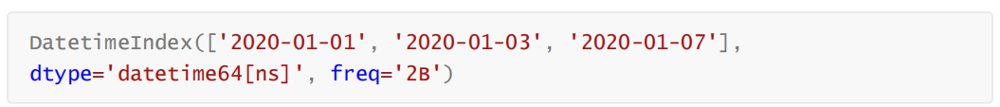 DatetimeIndex(['2020-01-01', '2020-01-03', '2020-01-07'],
dtype='datetime64[ns]', freq='2B')